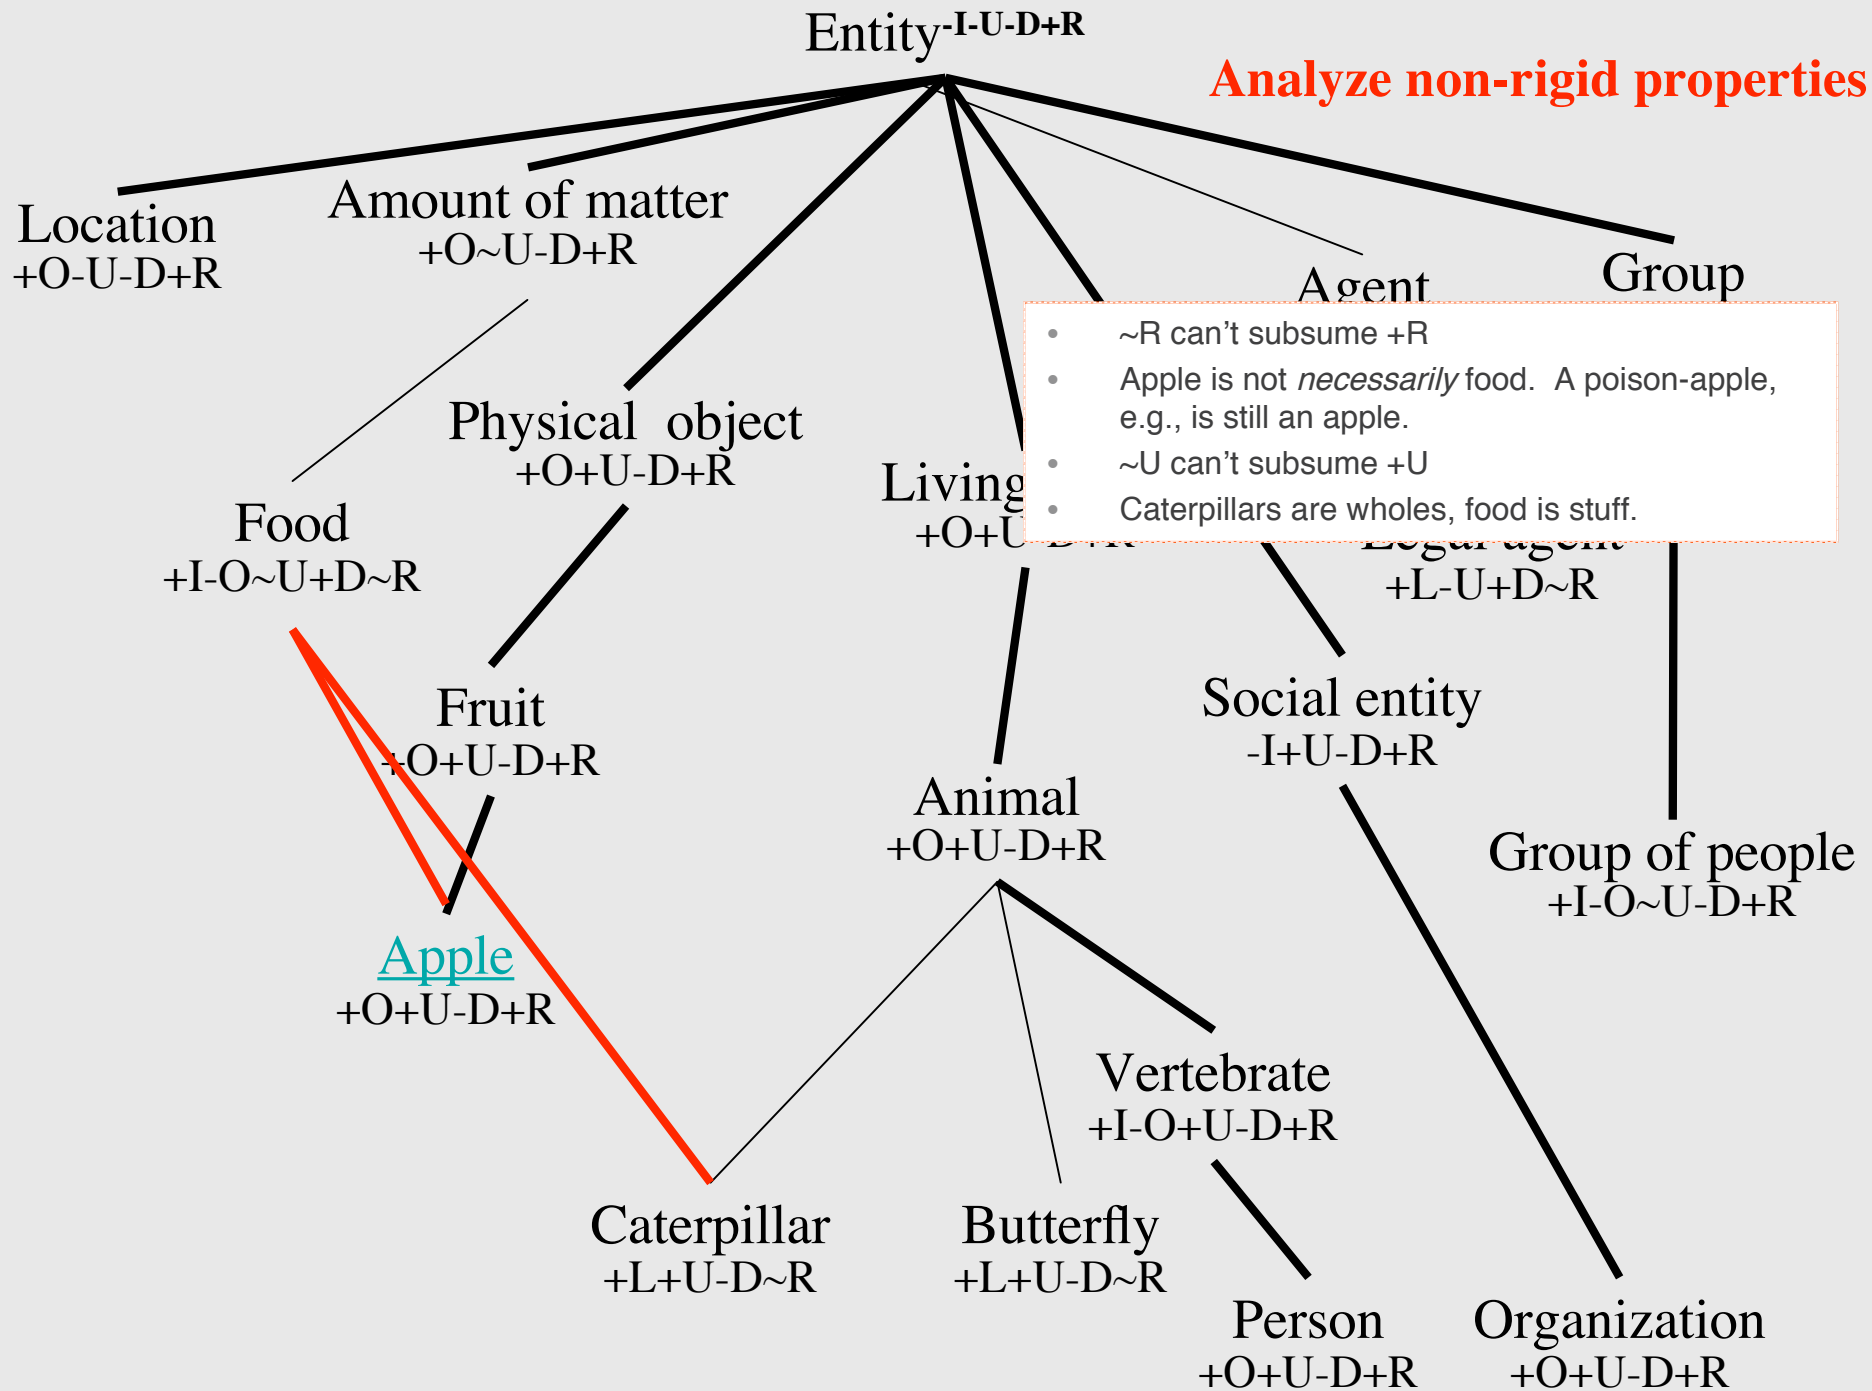 Entity-I-U-D+R
Analyze non-rigid properties
Location
+O-U-D+R
Amount of matter
+O~U-D+R
Agent
Group
• ~R can’t subsume +R
• Apple is not necessarily food. A poison-apple,
e.g., is still an apple.
• ~U can’t subsume +U
• Caterpillars are wholes, food is stuff.
Physical object
+O+U-D+R
Living
+O+U-D+R
Food
+I-O~U+D~R
Legal agent
+L-U+D~R
Fruit
+O+U-D+R
Social entity
-I+U-D+R
Animal
+O+U-D+R
Group of people
+I-O~U-D+R
Apple
+O+U-D+R
Vertebrate
+I-O+U-D+R
Caterpillar
+L+U-D~R
Butterfly
+L+U-D~R
Person
+O+U-D+R
Organization
+O+U-D+R